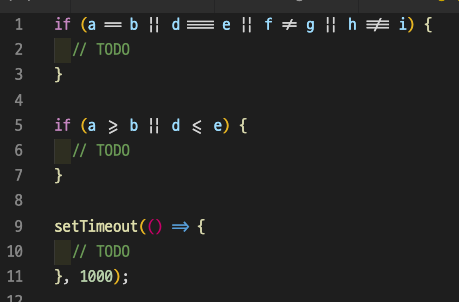 1 if (a == b || d === e || f != g || h !== i) {
2 // TODO
3 }
4
5 if (a >= b || d <= e) {
6 // TODO
7 }
8
9 setTimeout(() => {
10 // TODO
11 }, 1000);
12